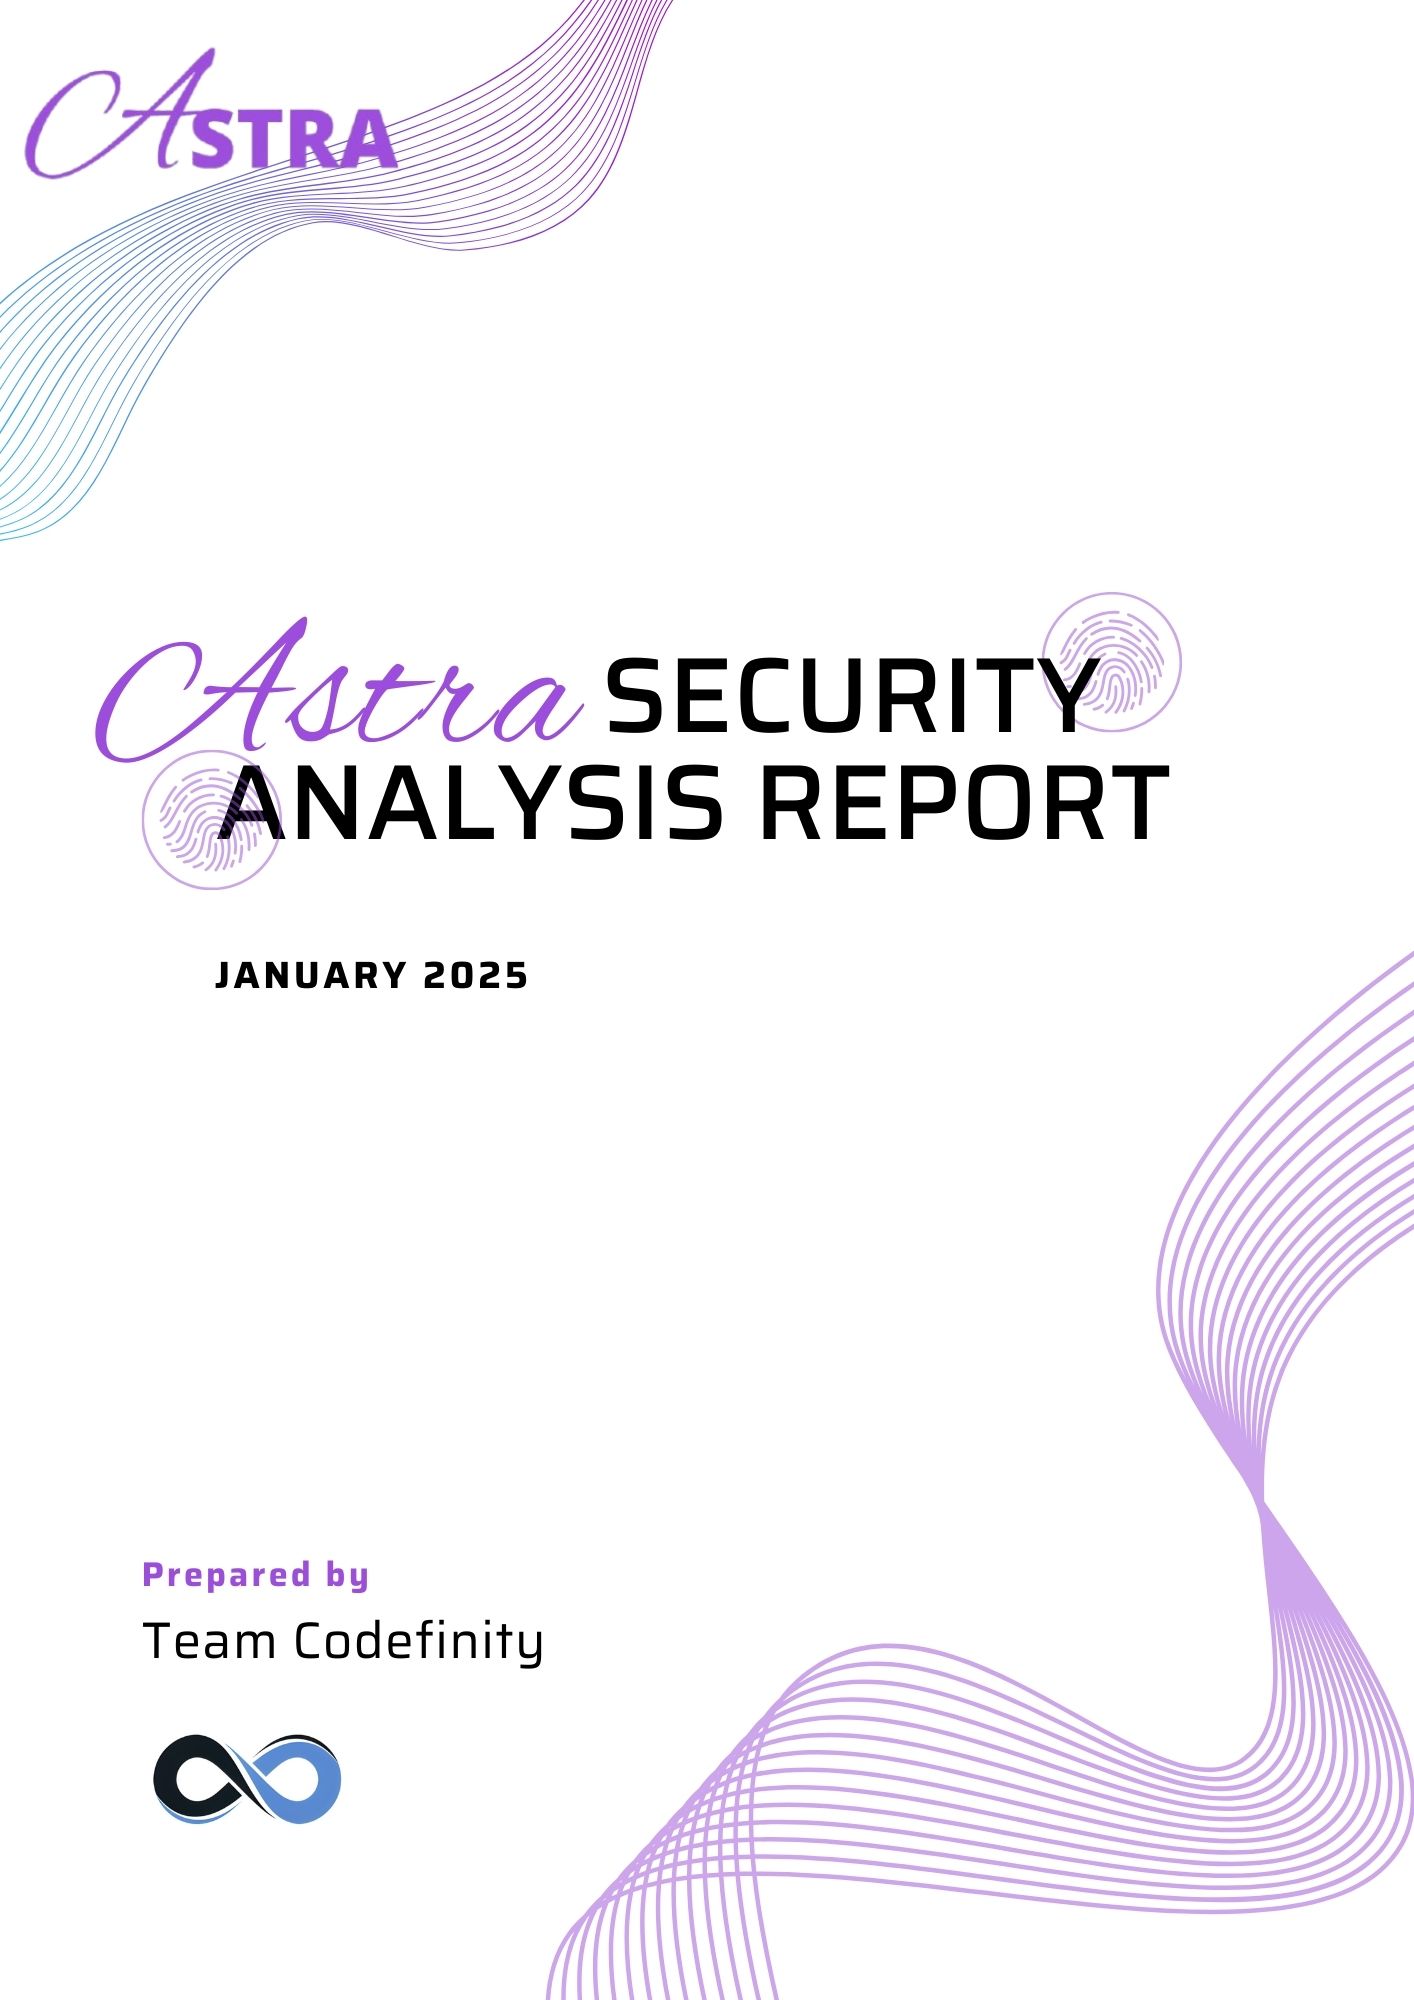 ASTRA
Astra SECURITY
ANALYSIS REPORT
JANUARY 2025
Prepared by
Team Codefinity